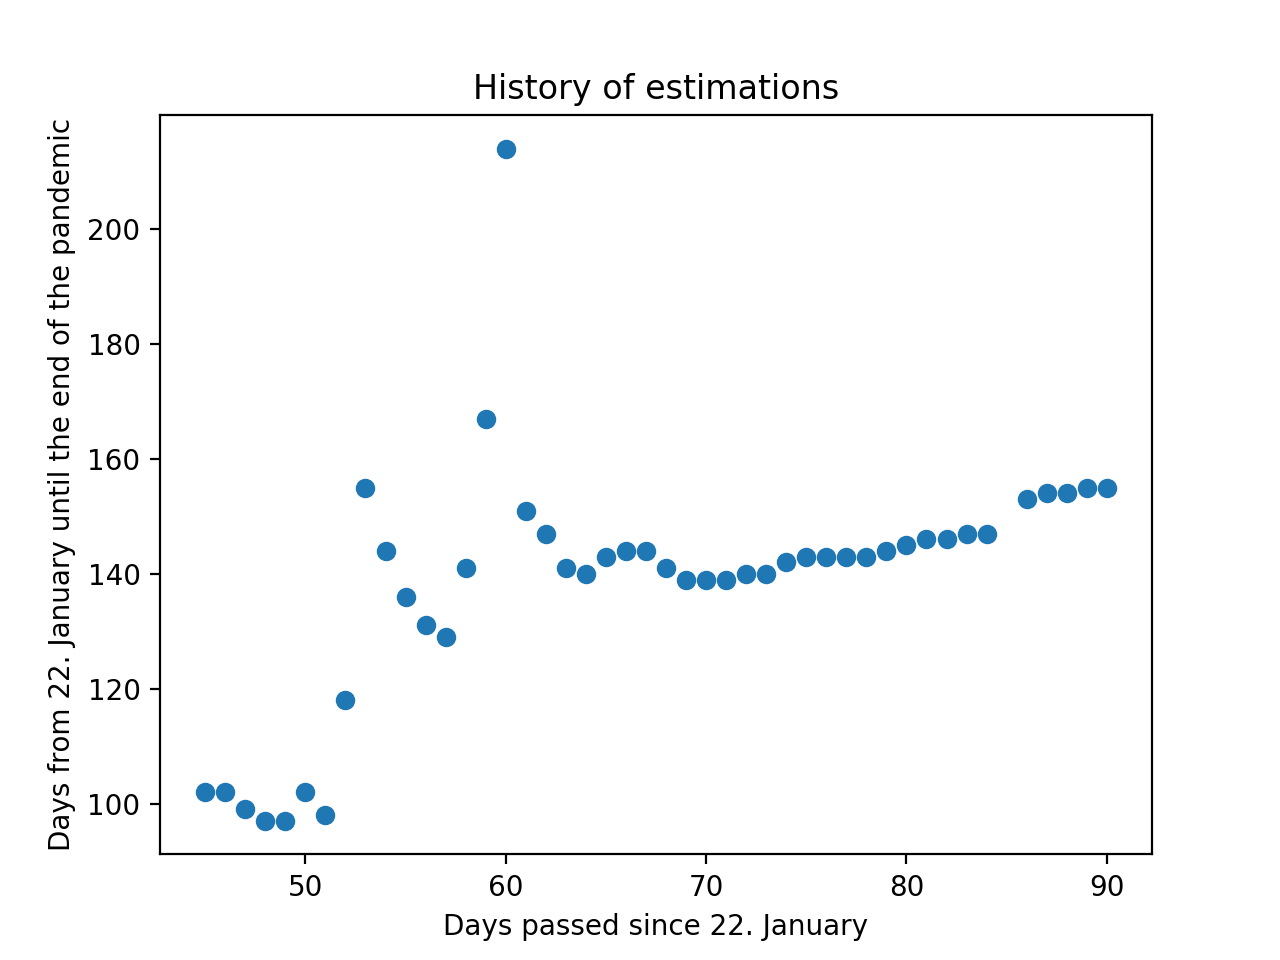 History of estimations
Days from 22. January until the end of the pandemic
200
180
160
140
120
100
50 60 70 80 90
Days passed since 22. January